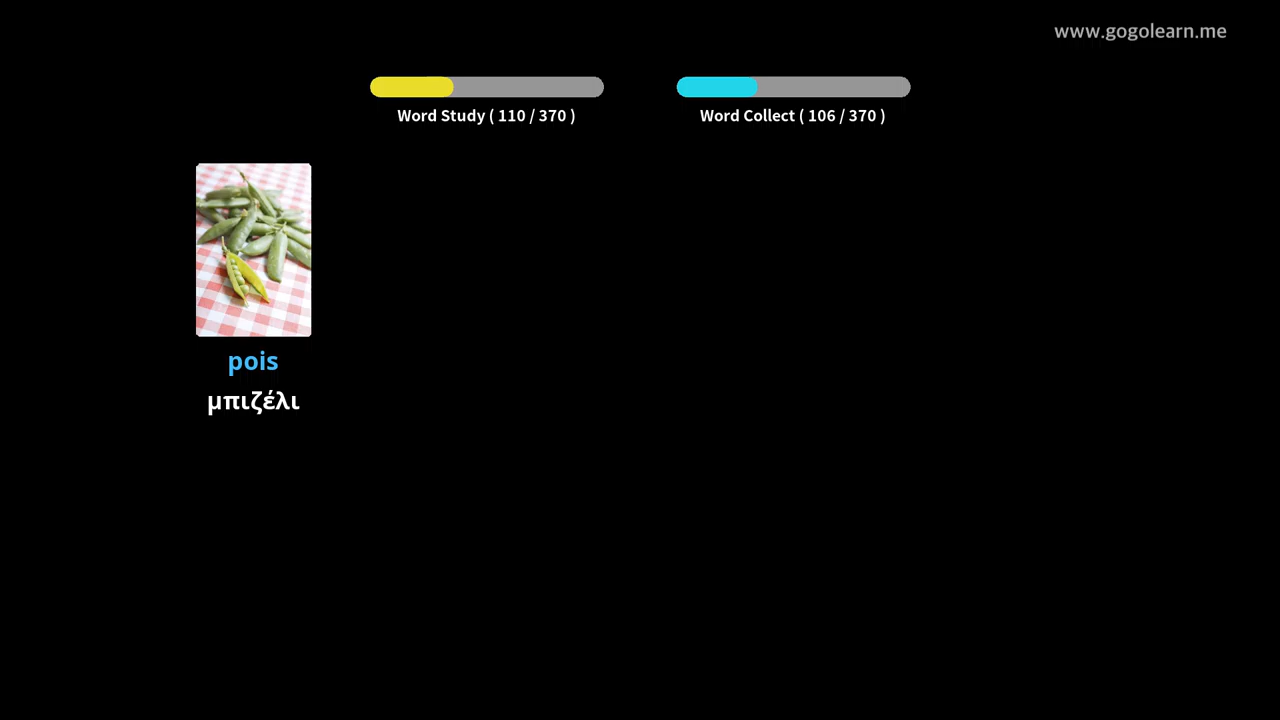 www.gogolearn.me
Word Study ( 110 / 370 )
Word Collect ( 106 / 370 )
pois
μπιζέλι